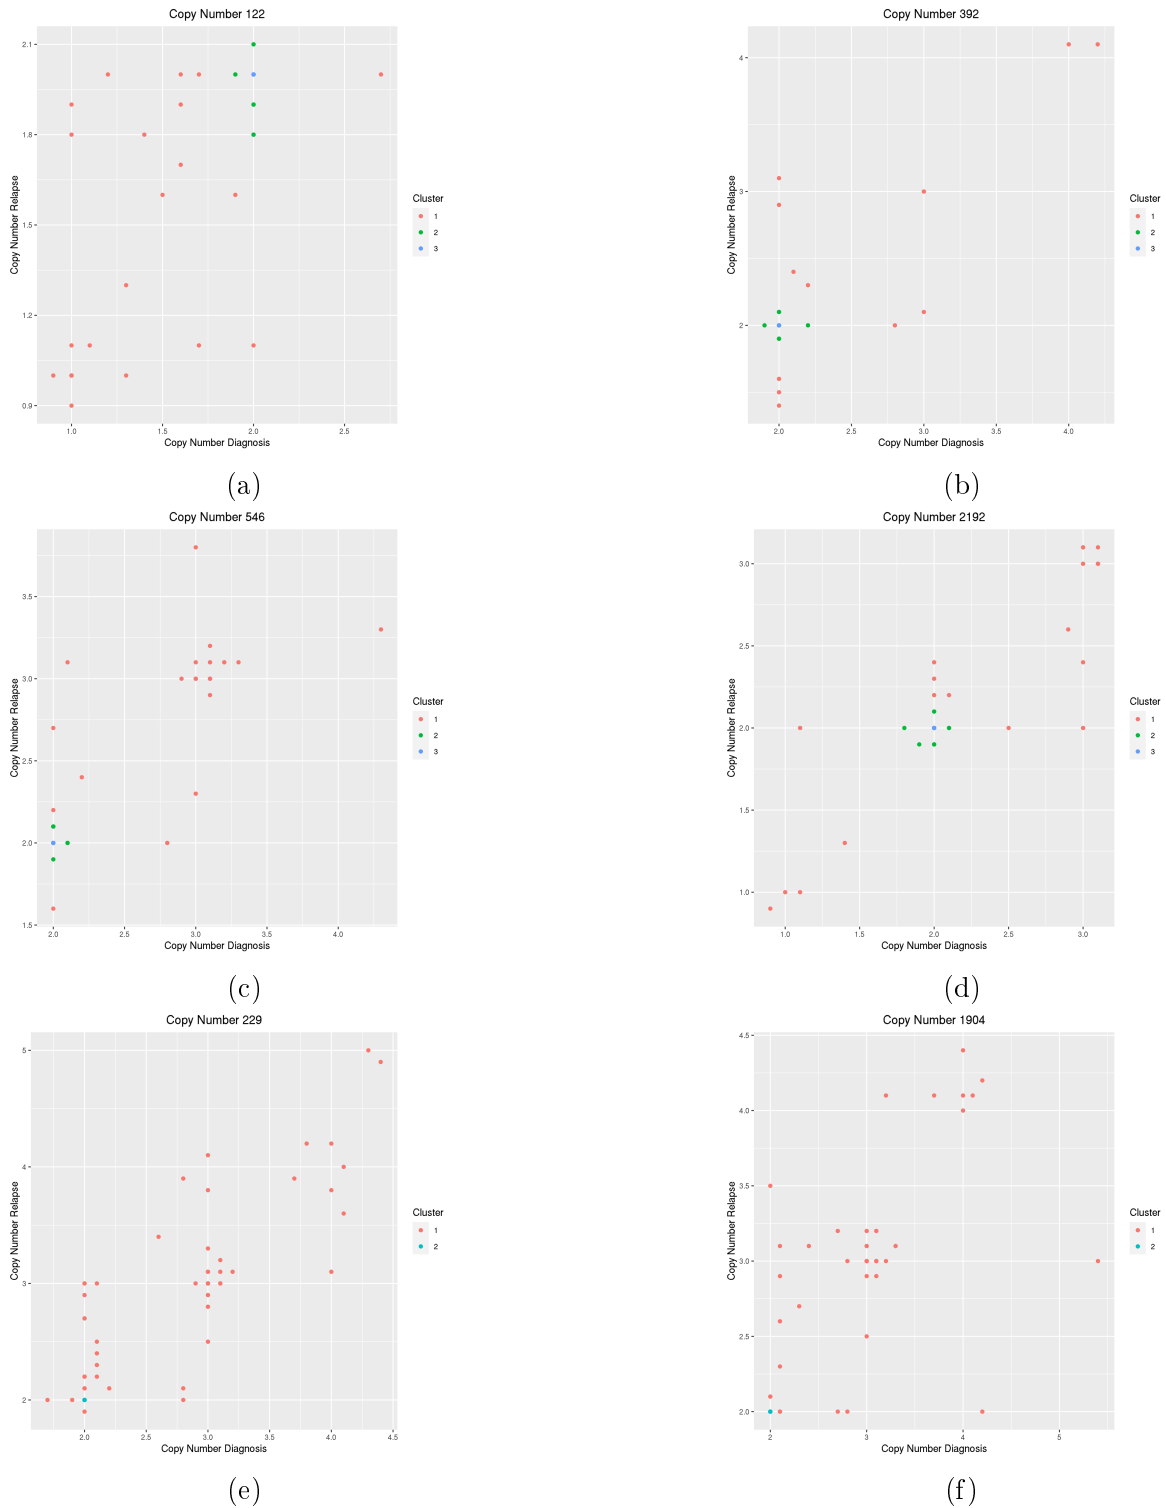 Copy Number 122
2.1
1.8
1.5
1.2
0.9
Copy Number Relapse
1.0 1.5 2.0 2.5
Copy Number Diagnosis
Cluster
1
2
3
(a)
Copy Number 392
4
3
2
Copy Number Relapse
2.0 2.5 3.0 3.5 4.0
Copy Number Diagnosis
Cluster
1
2
3
(b)
Copy Number 546
3.5
3.0
2.5
2.0
1.5
Copy Number Relapse
2.0 2.5 3.0 3.5 4.0
Copy Number Diagnosis
Cluster
1
2
3
(c)
Copy Number 2192
3.0
2.5
2.0
1.5
1.0
Copy Number Relapse
1.0 1.5 2.0 2.5 3.0
Copy Number Diagnosis
Cluster
1
2
3
(d)
Copy Number 229
5
4
3
2
Copy Number Relapse
2.0 2.5 3.0 3.5 4.0 4.5
Copy Number Diagnosis
Cluster
1
2
(e)
Copy Number 1904
4.5
4.0
3.5
3.0
2.5
2.0
Copy Number Relapse
2 3 4 5
Copy Number Diagnosis
Cluster
1
2
(f)